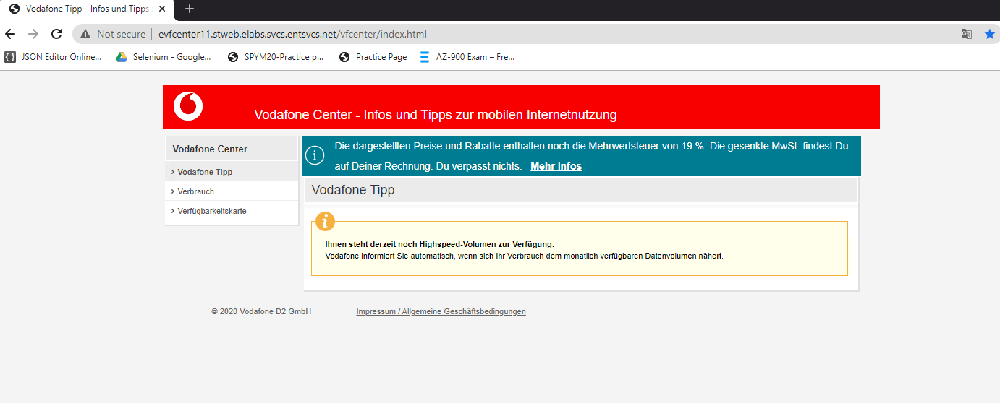 Vodafone Tipp - Infos und Tipps
Not secure | evfcenter11.stweb.elabs.svcs.entsvcs.net/vfcenter/index.html
JSON Editor Online...
Selenium - Google...
SPYM20-Practice p...
Practice Page
AZ-900 Exam – Fre...
Vodafone Center - Infos und Tipps zur mobilen Internetnutzung
Vodafone Center
Vodafone Tipp
Verbrauch
Verfügbarkeitskarte
Die dargestellten Preise und Rabatte enthalten noch die Mehrwertsteuer von 19 %. Die gesenkte MwSt. findest Du
auf Deiner Rechnung. Du verpasst nichts. Mehr Infos
Vodafone Tipp
Ihnen steht derzeit noch Highspeed-Volumen zur Verfügung.
Vodafone informiert Sie automatisch, wenn sich Ihr Verbrauch dem monatlich verfügbaren Datenvolumen nähert.
© 2020 Vodafone D2 GmbH
Impressum / Allgemeine Geschäftsbedingungen